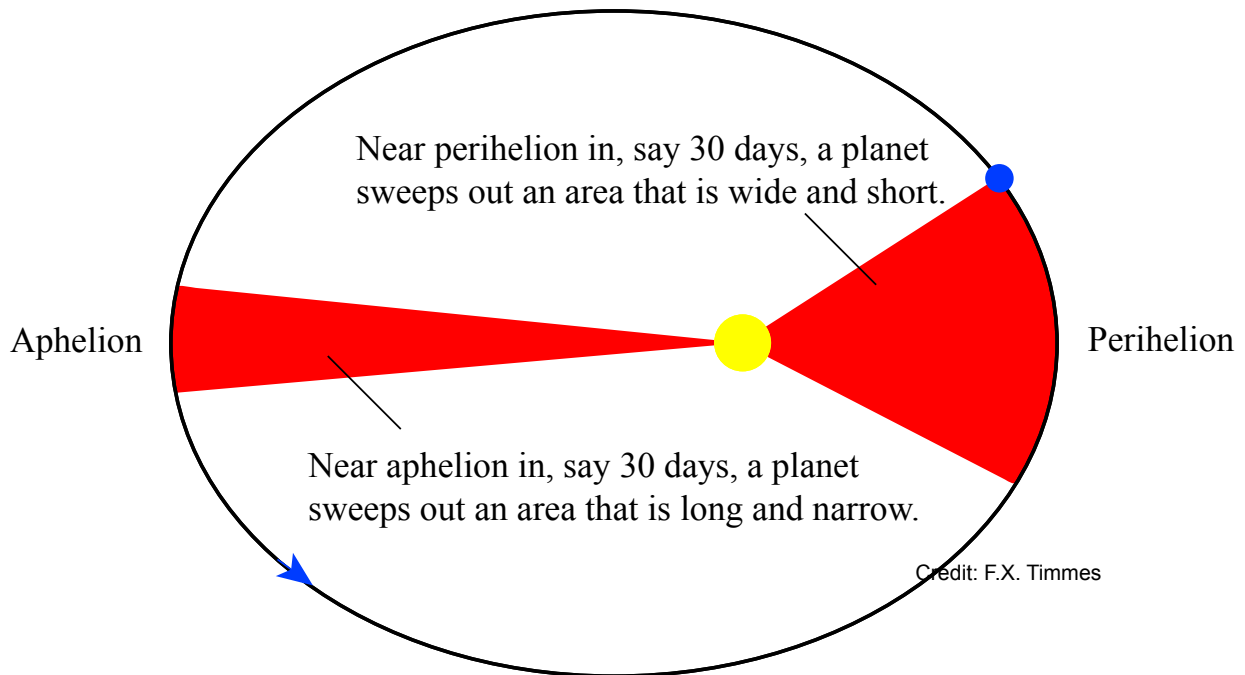 Near perihelion in, say 30 days, a planet
sweeps out an area that is wide and short.
Aphelion
Perihelion
Near aphelion in, say 30 days, a planet
sweeps out an area that is long and narrow.
Credit: F.X. Timmes